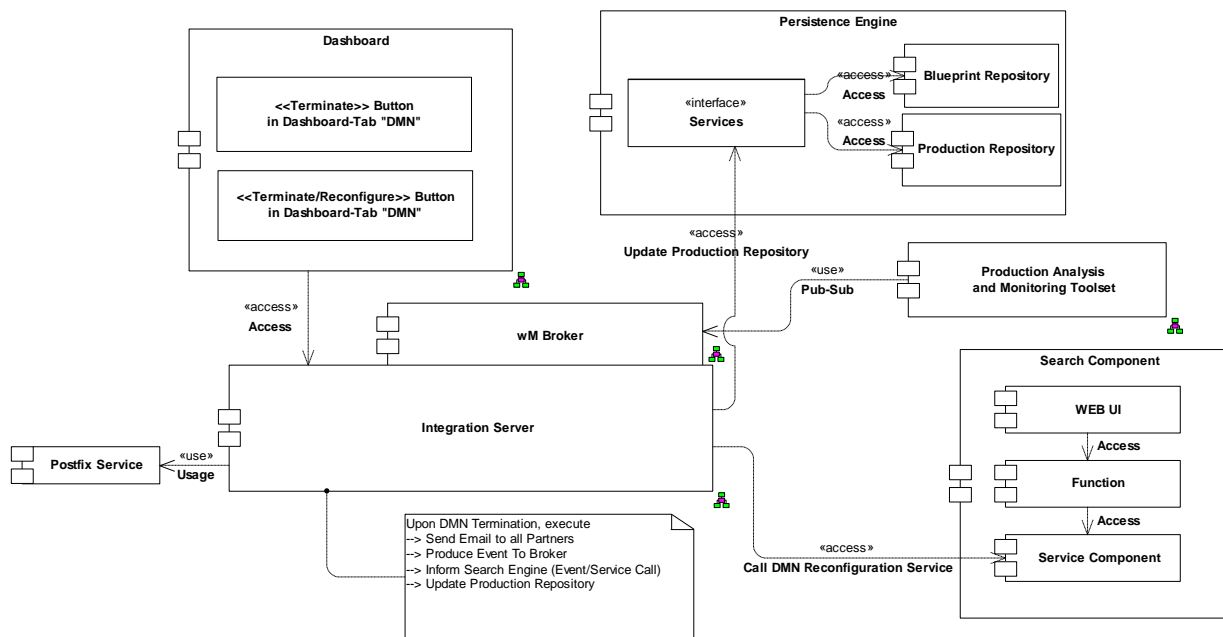 Dashboard
<<Terminate>> Button
in Dashboard-Tab "DMN"
<<Terminate/Reconfigure>> Button
in Dashboard-Tab "DMN"
Persistence Engine
«interface»
Services
«access»
Access
«access»
Access
Blueprint Repository
Production Repository
«access»
Update Production Repository
«use»
Pub-Sub
Production Analysis
and Monitoring Toolset
«access»
Access
wM Broker
Integration Server
Postfix Service
«use»
Usage
Upon DMN Termination, execute
--> Send Email to all Partners
--> Produce Event To Broker
--> Inform Search Engine (Event/Service Call)
--> Update Production Repository
«access»
Call DMN Reconfiguration Service
Search Component
WEB UI
Access
Function
Access
Service Component